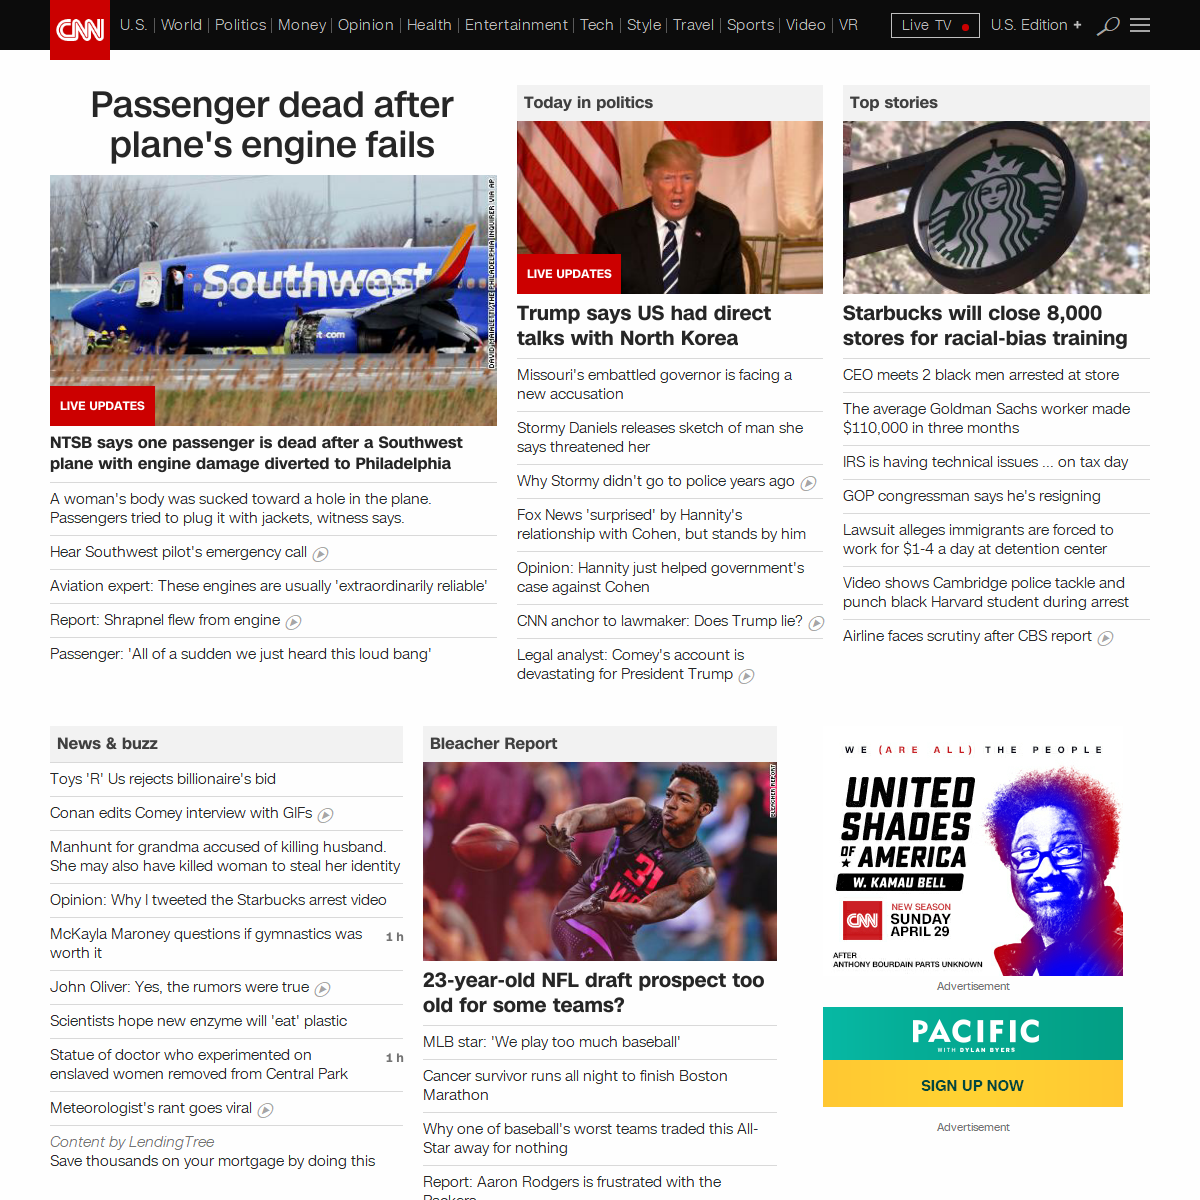 CNN
U.S. World Politics Money Opinion Health Entertainment Tech Style Travel Sports Video VR
Live TV
U.S. Edition +
Passenger dead after
plane's engine fails
Southwest
t.com
DAVID MAIALETTI/THE PHILADELPHIA INQUIRER VIA AP
LIVE UPDATES
NTSB says one passenger is dead after a Southwest
plane with engine damage diverted to Philadelphia
A woman's body was sucked toward a hole in the plane.
Passengers tried to plug it with jackets, witness says.
Hear Southwest pilot's emergency call
Aviation expert: These engines are usually 'extraordinarily reliable'
Report: Shrapnel flew from engine
Passenger: 'All of a sudden we just heard this loud bang'
Today in politics
LIVE UPDATES
Trump says US had direct
talks with North Korea
Missouri's embattled governor is facing a
new accusation
Stormy Daniels releases sketch of man she
says threatened her
Why Stormy didn't go to police years ago
Fox News 'surprised' by Hannity's
relationship with Cohen, but stands by him
Opinion: Hannity just helped government's
case against Cohen
CNN anchor to lawmaker: Does Trump lie?
Legal analyst: Comey's account is
devastating for President Trump
Top stories
Starbucks will close 8,000
stores for racial-bias training
CEO meets 2 black men arrested at store
The average Goldman Sachs worker made
$110,000 in three months
IRS is having technical issues ... on tax day
GOP congressman says he's resigning
Lawsuit alleges immigrants are forced to
work for $1-4 a day at detention center
Video shows Cambridge police tackle and
punch black Harvard student during arrest
Airline faces scrutiny after CBS report
News & buzz
Toys 'R' Us rejects billionaire's bid
Conan edits Comey interview with GIFs
Manhunt for grandma accused of killing husband.
She may also have killed woman to steal her identity
Opinion: Why I tweeted the Starbucks arrest video
McKayla Maroney questions if gymnastics was
worth it
1 h
John Oliver: Yes, the rumors were true
Scientists hope new enzyme will 'eat' plastic
Statue of doctor who experimented on
enslaved women removed from Central Park
1 h
Meteorologist's rant goes viral
Content by LendingTree
Save thousands on your mortgage by doing this
Bleacher Report
BLEACHER REPORT
31
23-year-old NFL draft prospect too
old for some teams?
MLB star: 'We play too much baseball'
Cancer survivor runs all night to finish Boston
Marathon
Why one of baseball's worst teams traded this All-
Star away for nothing
Report: Aaron Rodgers is frustrated with the
Packers
WE (ARE ALL) THE PEOPLE
UNITED
SHADES
OF AMERICA
W. KAMAU BELL
CNN
NEW SEASON
SUNDAY
APRIL 29
AFTER
ANTHONY BOURDAIN PARTS UNKNOWN
Advertisement
PACIFIC
WITH DYLAN BYERS
SIGN UP NOW
Advertisement